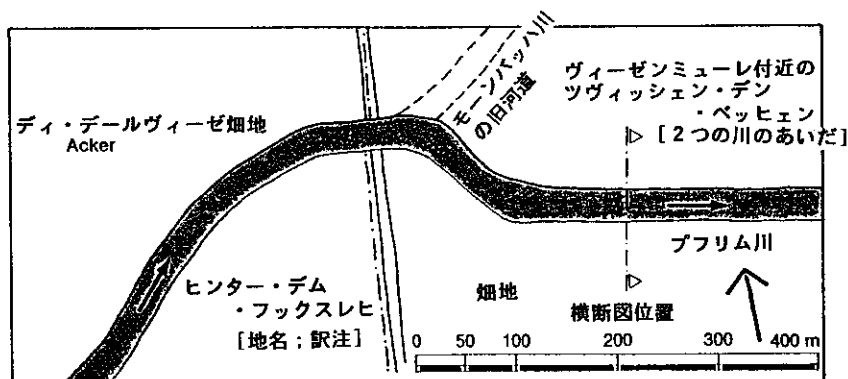 ディ・デールヴィーゼ畑地
Acker
モーンバッハ川
の旧河道
ヴィーゼンミューレ付近の
ツヴィッシェン・デン
・ベッヒェン
[2つの川のあいだ]
ヒンター・デム
・フックスレヒ
[地名；訳注]
畑地
プフリム川
横断図位置
0 50 100 200 300 400 m